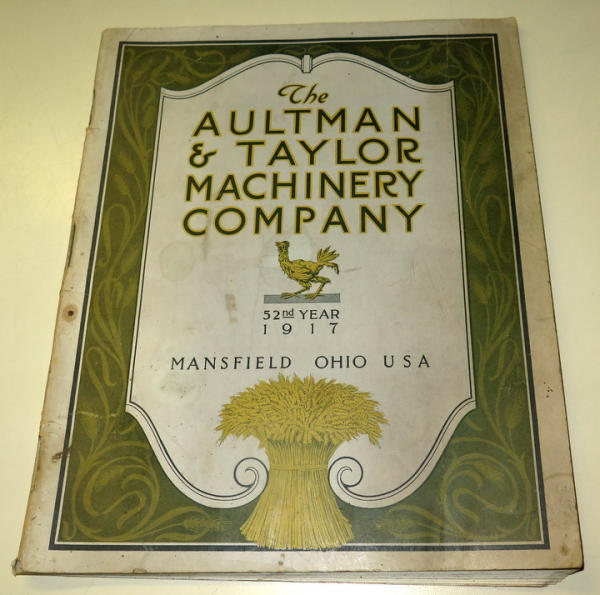 The
AULTMAN
& TAYLOR
MACHINERY
COMPANY
52nd YEAR
1917
MANSFIELD OHIO USA